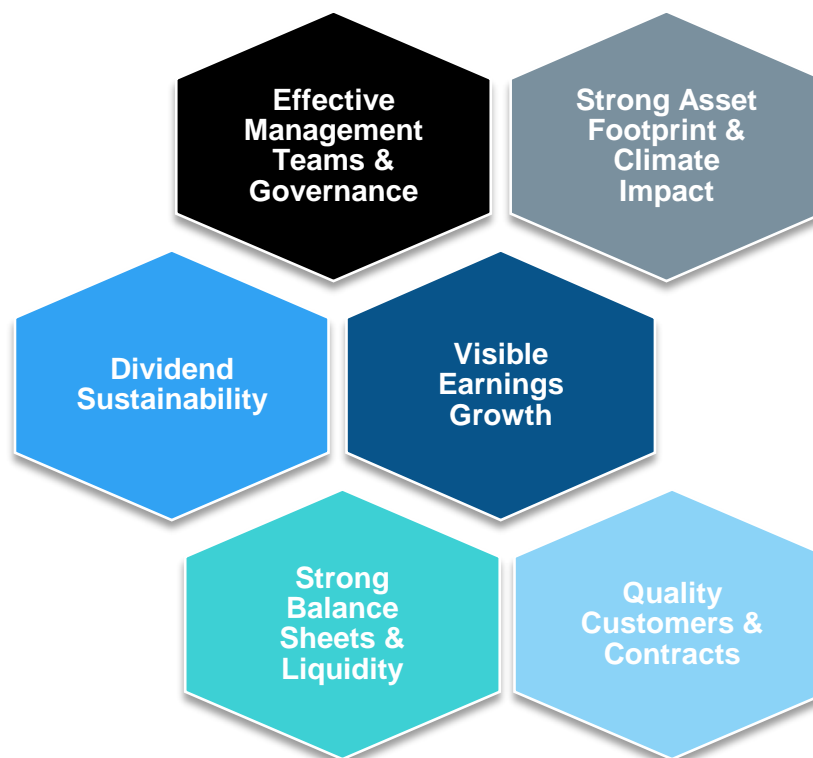 Effective
Management
Teams &
Governance
Strong Asset
Footprint &
Climate
Impact
Dividend
Sustainability
Visible
Earnings
Growth
Strong
Balance
Sheets &
Liquidity
Quality
Customers &
Contracts